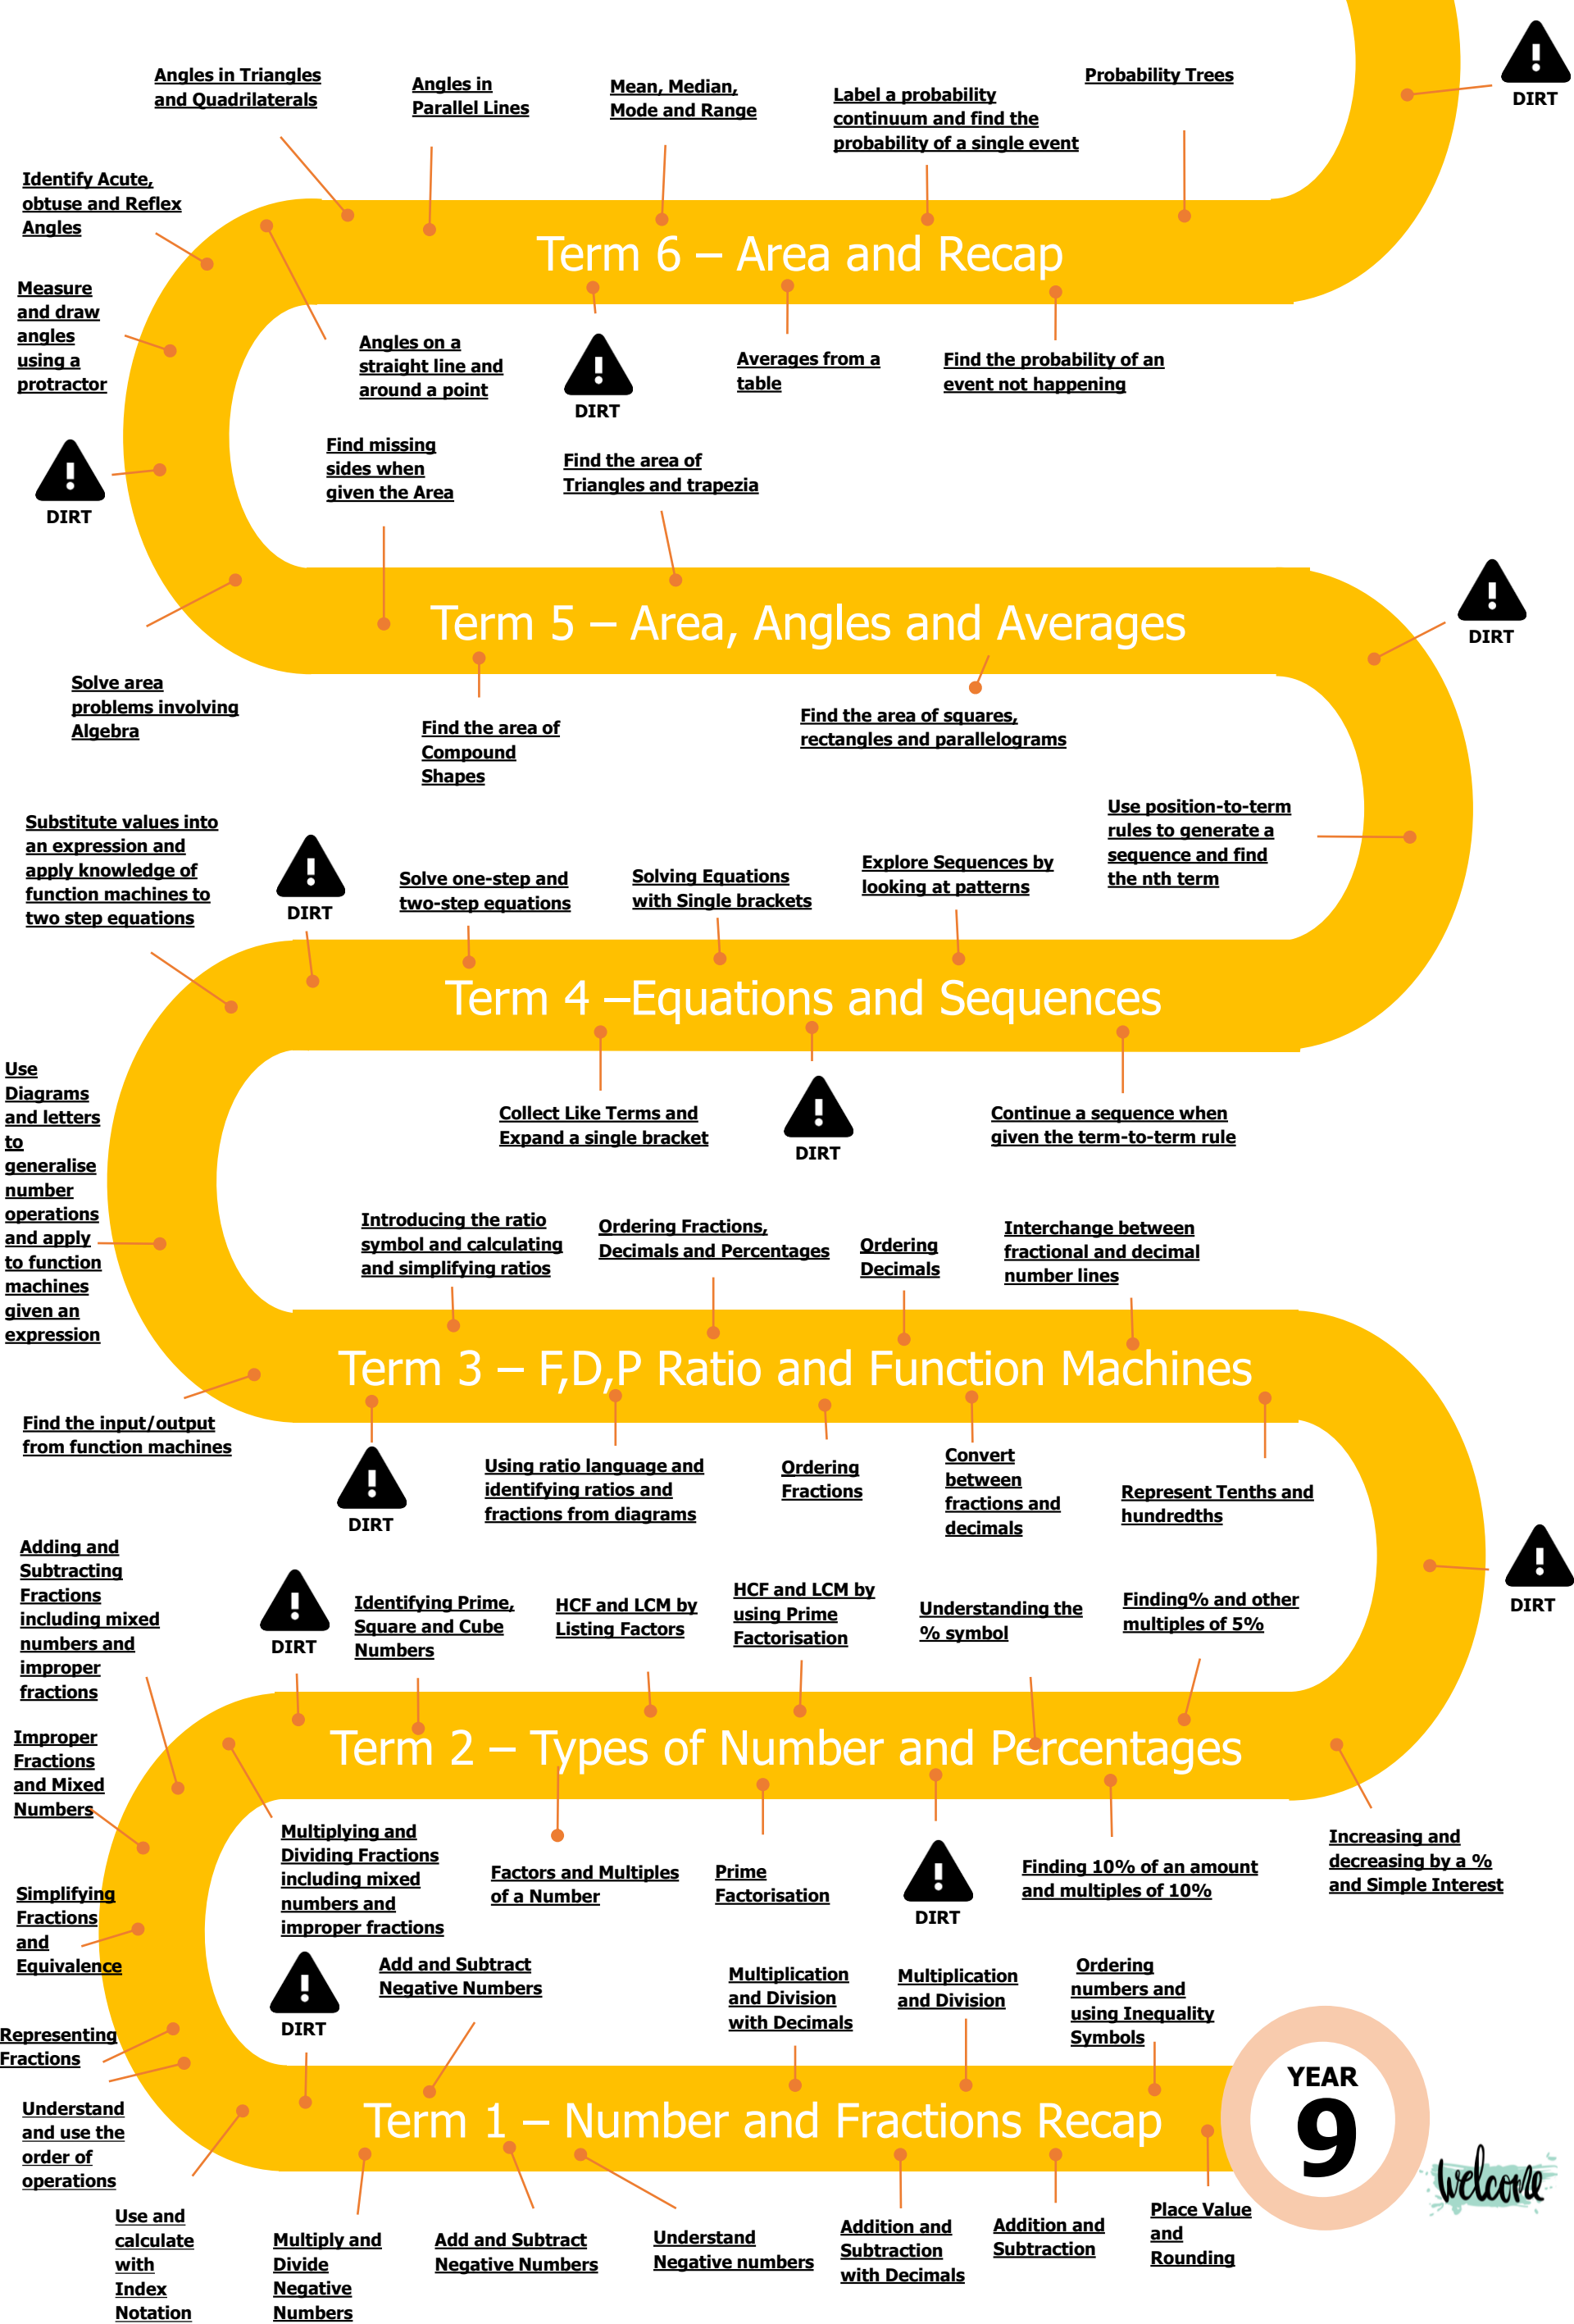 DIRT
Angles in Triangles
and Quadrilaterals
Angles in
Parallel Lines
Mean, Median,
Mode and Range
Label a probability
continuum and find the
probability of a single event
Probability Trees
Identify Acute,
obtuse and Reflex
Angles
Term 6 – Area and Recap
Measure
and draw
angles
using a
protractor
Angles on a
straight line and
around a point
DIRT
Averages from a
table
Find the probability of an
event not happening
DIRT
Find missing
sides when
given the Area
Find the area of
Triangles and trapezia
Term 5 – Area, Angles and Averages
DIRT
Solve area
problems involving
Algebra
Find the area of
Compound
Shapes
Find the area of squares,
rectangles and parallelograms
Substitute values into
an expression and
apply knowledge of
function machines to
two step equations
DIRT
Solve one-step and
two-step equations
Solving Equations
with Single brackets
Explore Sequences by
looking at patterns
Use position-to-term
rules to generate a
sequence and find
the nth term
Term 4 –Equations and Sequences
Use
Diagrams
and letters
to
generalise
number
operations
and apply
to function
machines
given an
expression
Collect Like Terms and
Expand a single bracket
DIRT
Continue a sequence when
given the term-to-term rule
Introducing the ratio
symbol and calculating
and simplifying ratios
Ordering Fractions,
Decimals and Percentages
Ordering
Decimals
Interchange between
fractional and decimal
number lines
Term 3 – F,D,P Ratio and Function Machines
Find the input/output
from function machines
DIRT
Using ratio language and
identifying ratios and
fractions from diagrams
Ordering
Fractions
Convert
between
fractions and
decimals
Represent Tenths and
hundredths
DIRT
Adding and
Subtracting
Fractions
including mixed
numbers and
improper
fractions
DIRT
Identifying Prime,
Square and Cube
Numbers
HCF and LCM by
Listing Factors
HCF and LCM by
using Prime
Factorisation
Understanding the
% symbol
Finding% and other
multiples of 5%
Term 2 – Types of Number and Percentages
Improper
Fractions
and Mixed
Numbers
Multiplying and
Dividing Fractions
including mixed
numbers and
improper fractions
Factors and Multiples
of a Number
Prime
Factorisation
DIRT
Finding 10% of an amount
and multiples of 10%
Increasing and
decreasing by a %
and Simple Interest
Simplifying
Fractions
and
Equivalence
DIRT
Add and Subtract
Negative Numbers
Multiplication
and Division
with Decimals
Multiplication
and Division
Ordering
numbers and
using Inequality
Symbols
Representing
Fractions
Term 1 – Number and Fractions Recap
YEAR
9
welcome
Understand
and use the
order of
operations
Use and
calculate
with
Index
Notation
Multiply and
Divide
Negative
Numbers
Add and Subtract
Negative Numbers
Understand
Negative numbers
Addition and
Subtraction
with Decimals
Addition and
Subtraction
Place Value
and
Rounding